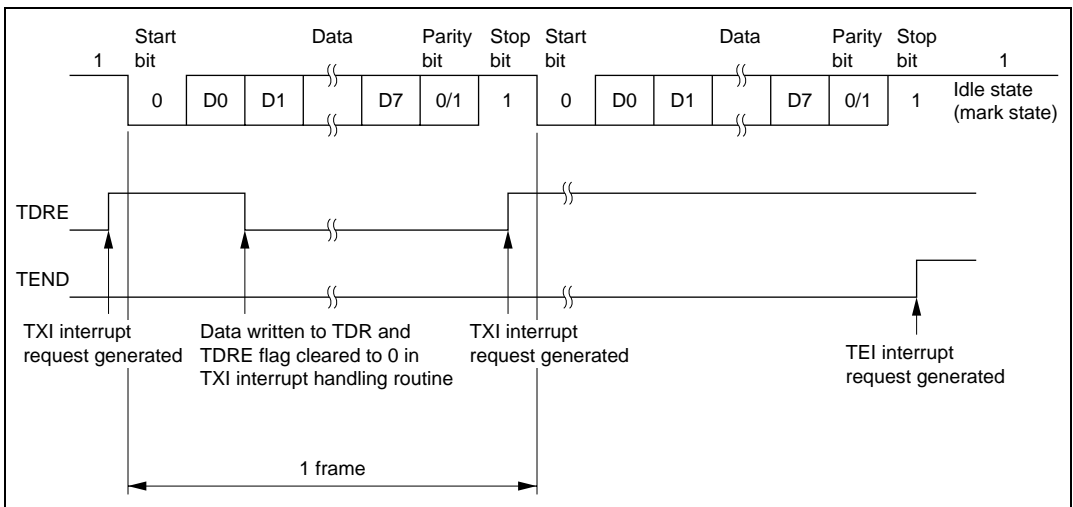 Start Data Parity Stop Start Data Parity Stop
1 bit bit bit bit bit bit 1
0 D0 D1 D7 0/1 1 0 D0 D1 D7 0/1 1 Idle state
(mark state)
TDRE
TEND
TXI interrupt
request generated
Data written to TDR and
TDRE flag cleared to 0 in
TXI interrupt handling routine
TXI interrupt
request generated
TEI interrupt
request generated
1 frame